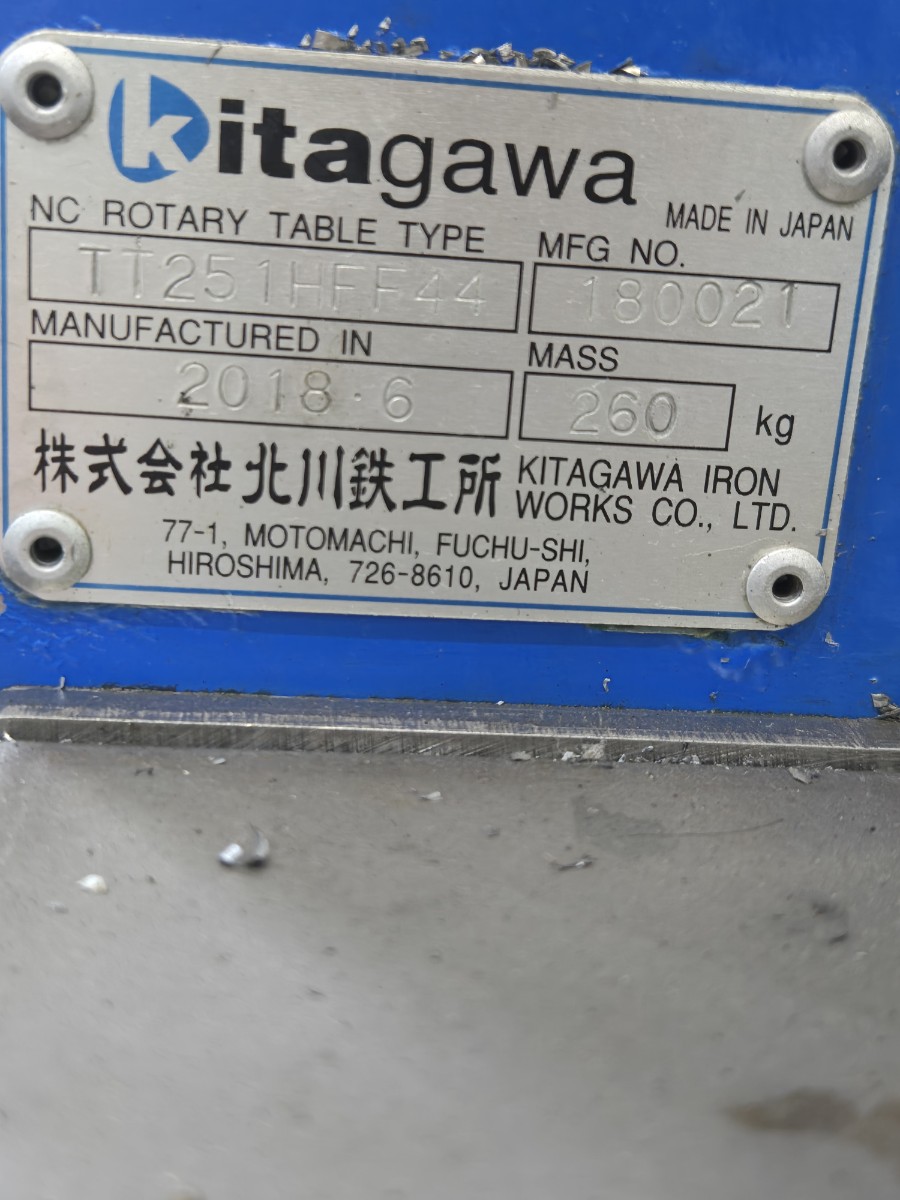 kitagawa
MADE IN JAPAN
NC ROTARY TABLE TYPE
TT251HFF44
MFG NO.
180021
MANUFACTURED IN
2018.6
MASS
260 kg
株式会社 北川鉄工所
KITAGAWA IRON
WORKS CO., LTD.
77-1, MOTOMACHI, FUCHU-SHI,
HIROSHIMA, 726-8610, JAPAN